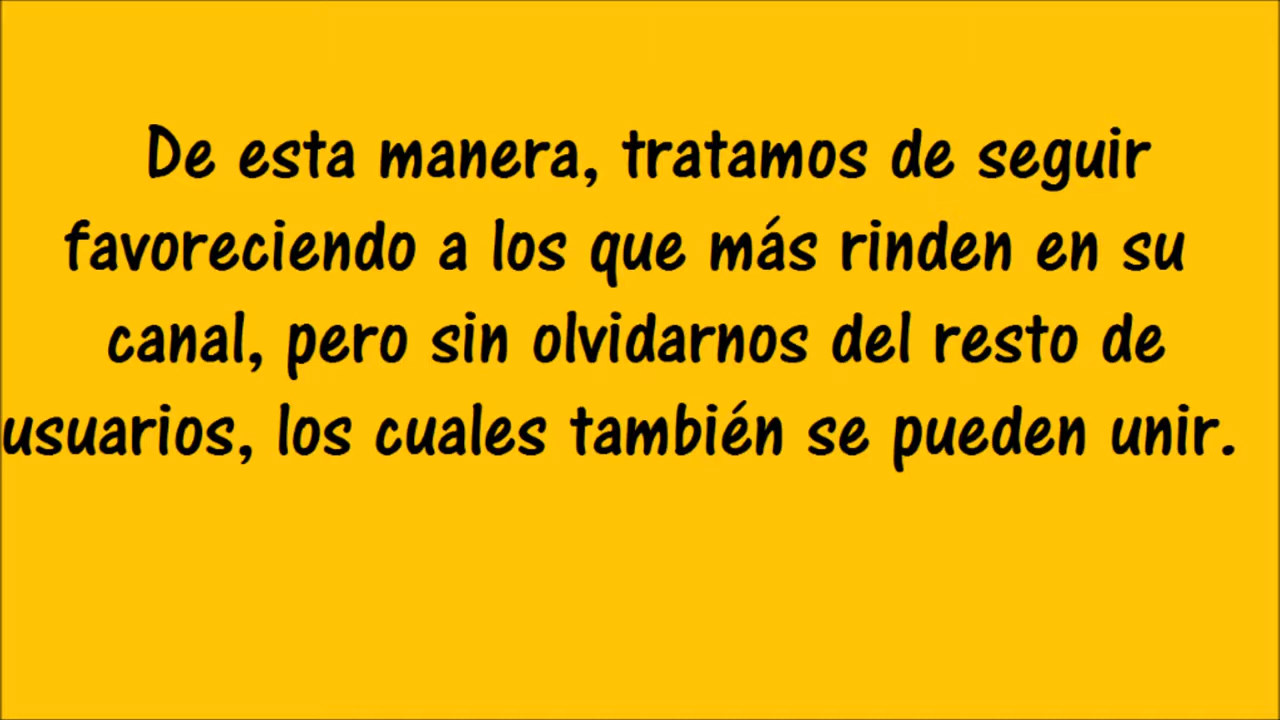 De esta manera, tratamos de seguir
favoreciendo a los que más rinden en su
canal, pero sin olvidarnos del resto de
usuarios, los cuales también se pueden unir.